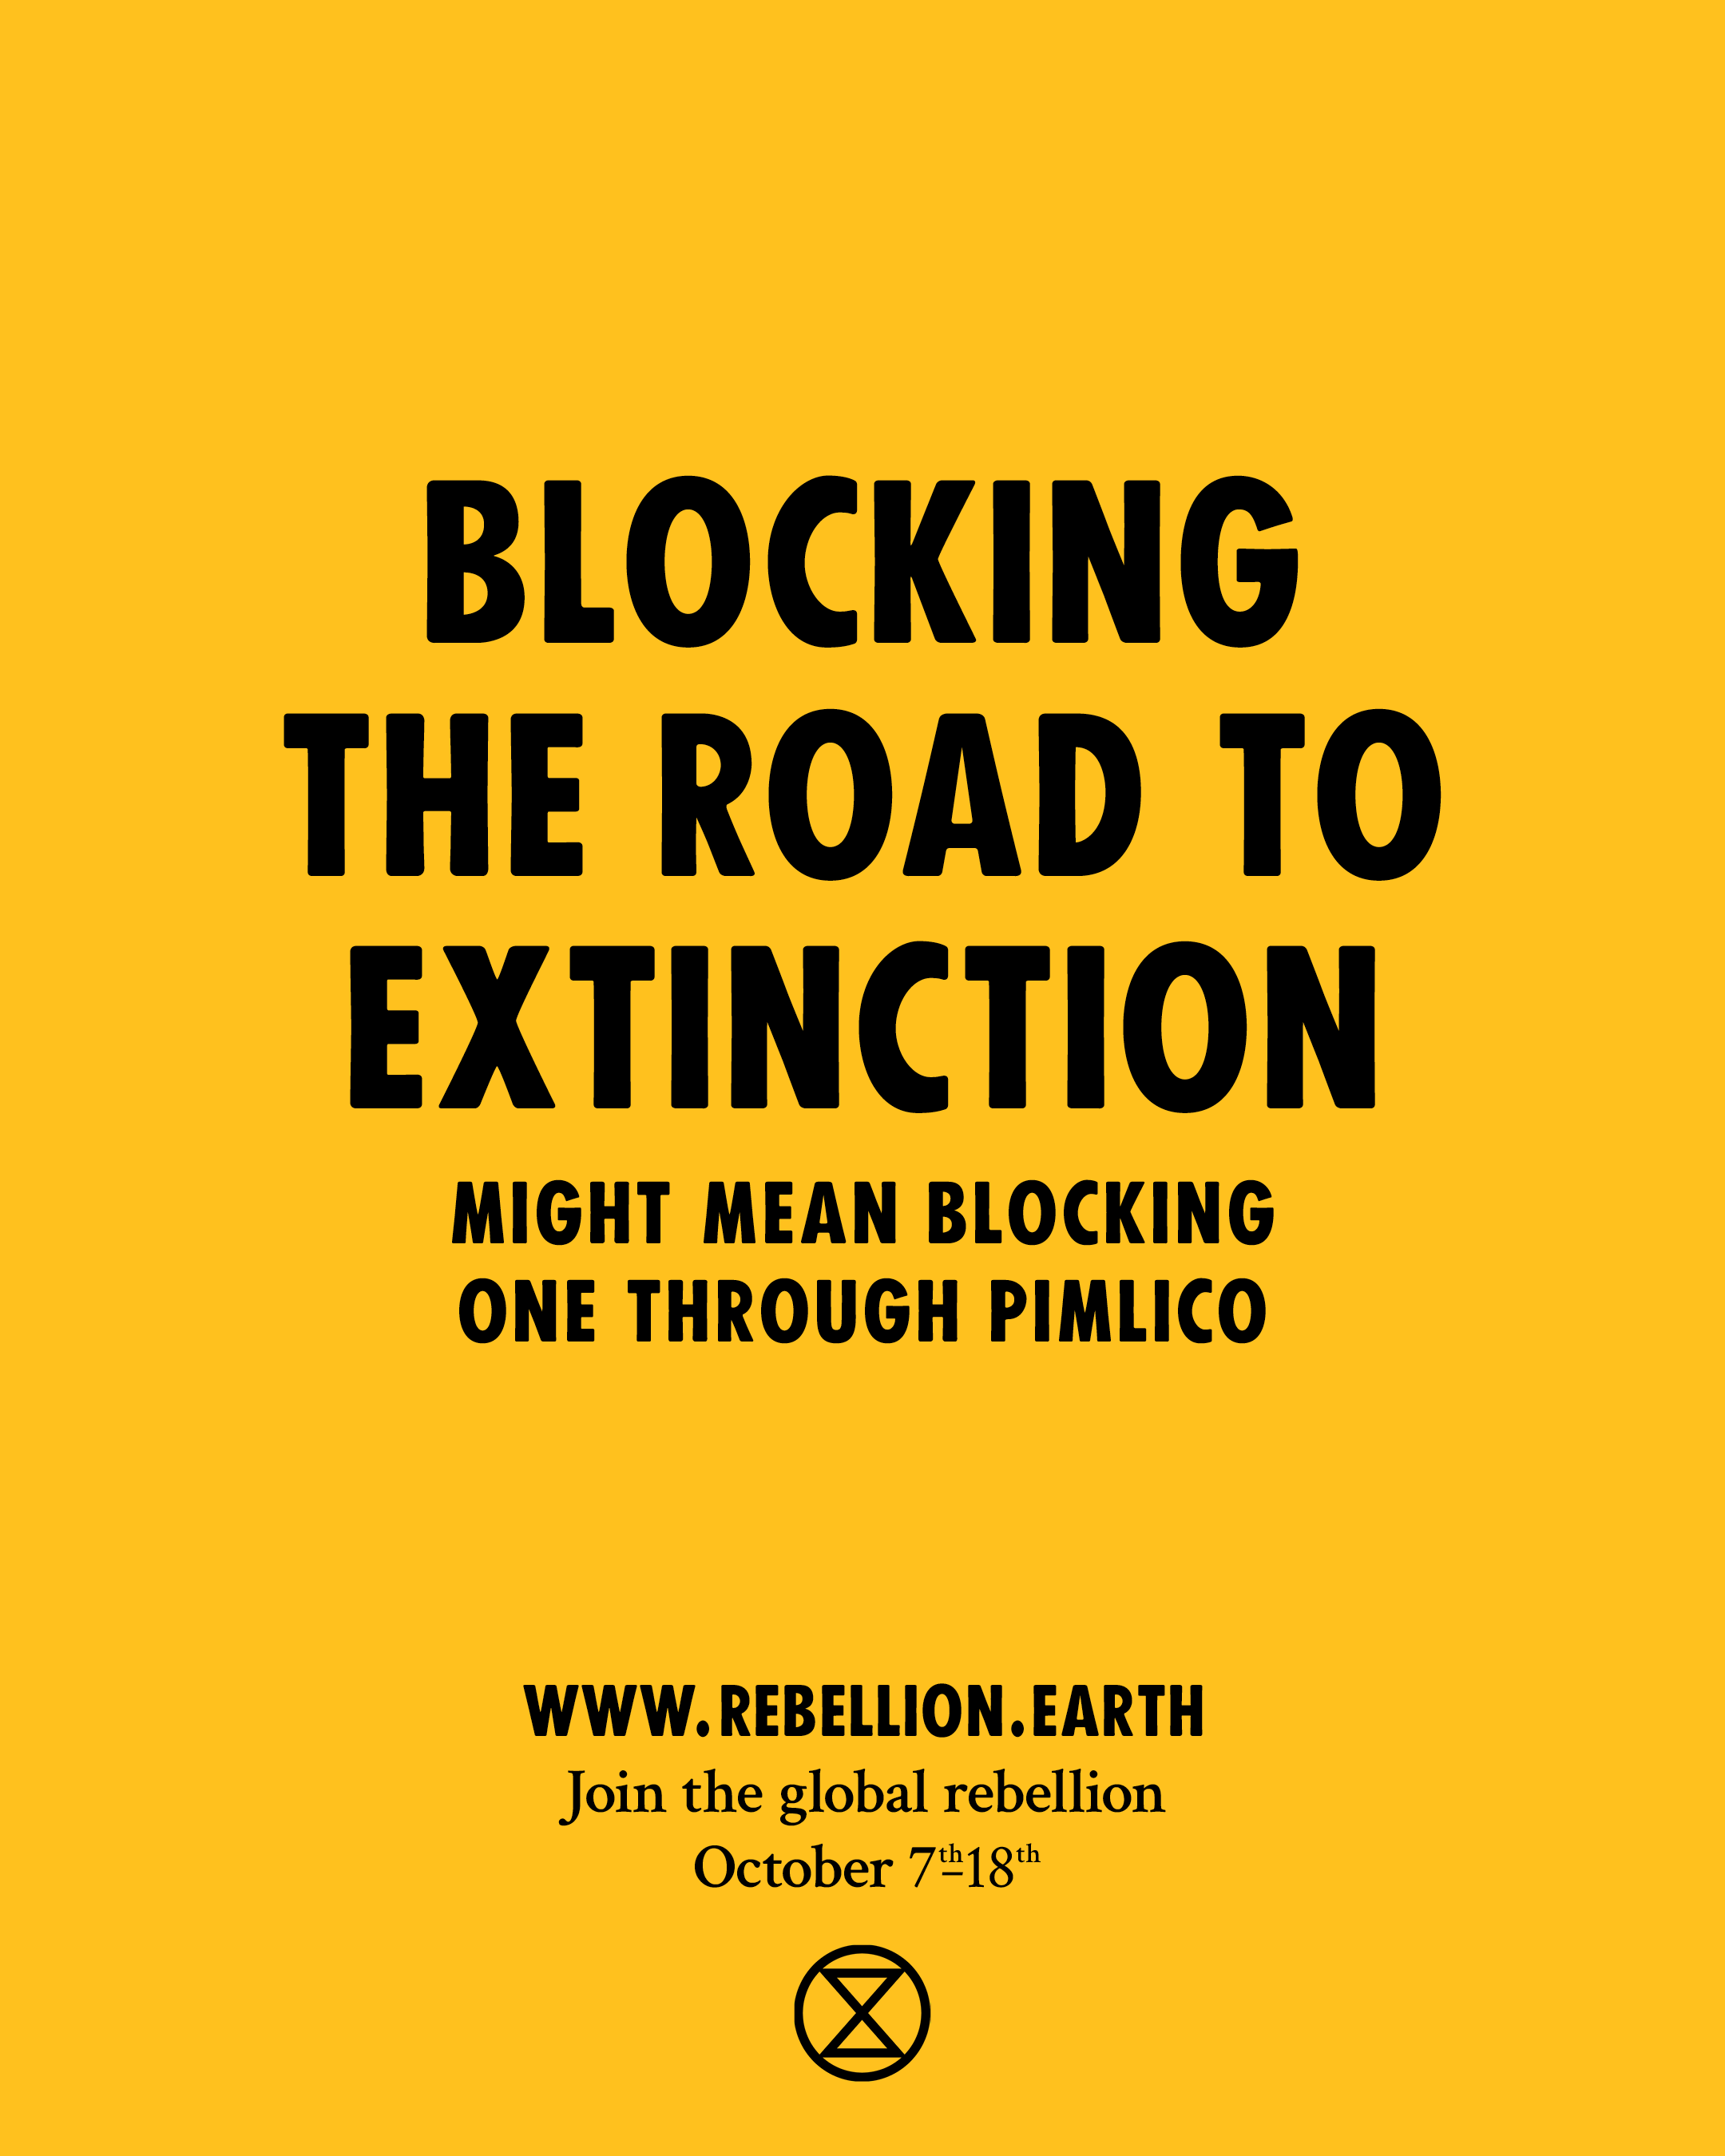 BLOCKING
THE ROAD TO
EXTINCTION
MIGHT MEAN BLOCKING
ONE THROUGH PIMLICO
WWW.REBELLION.EARTH
Join the global rebellion
October 7th–18th